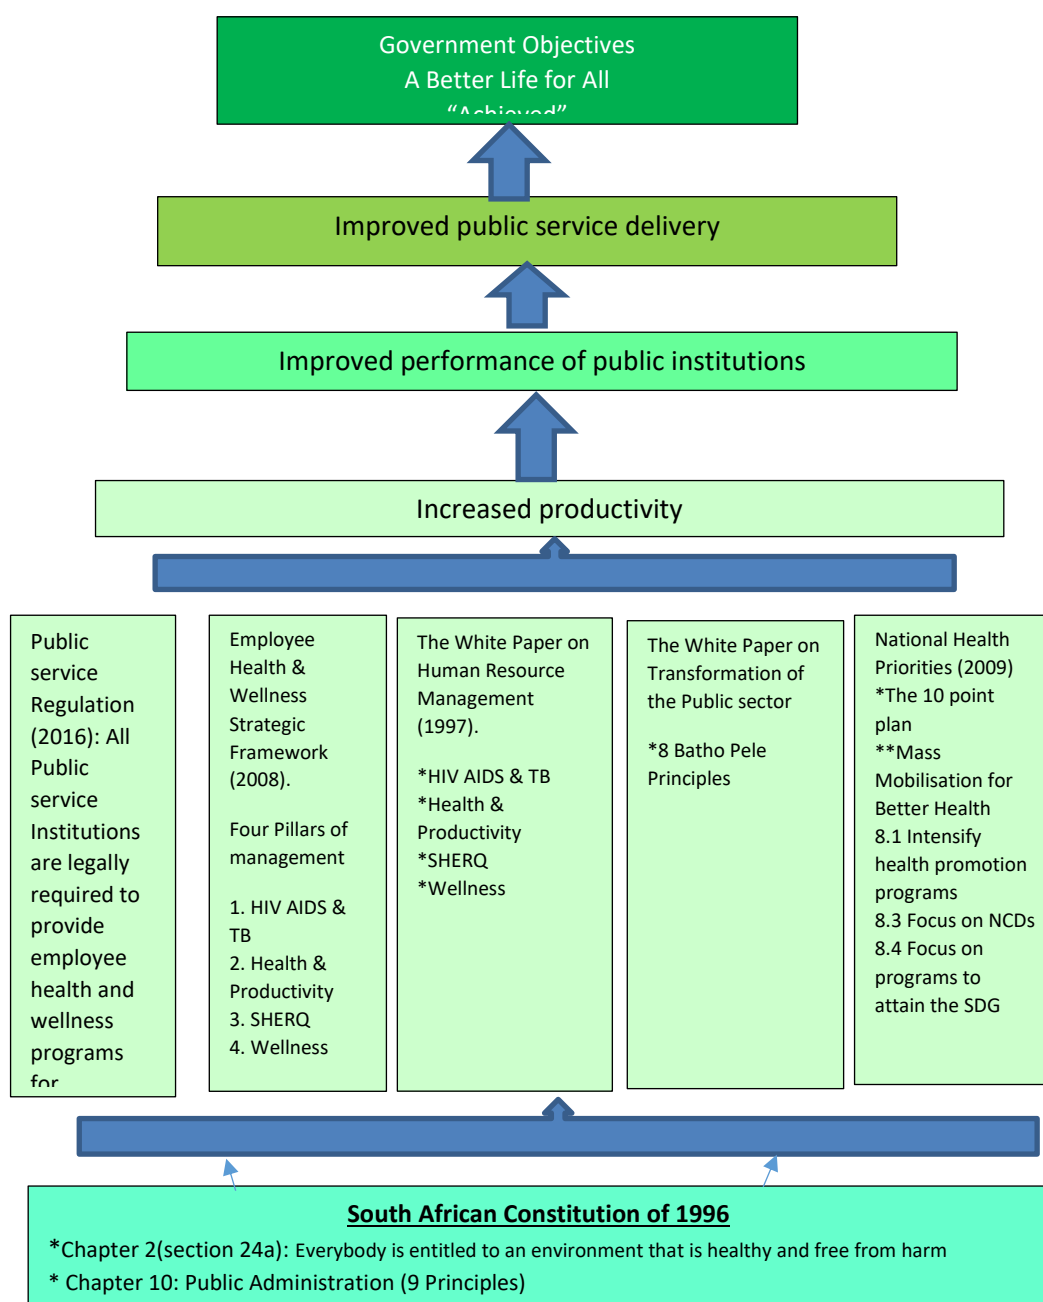 Government Objectives
A Better Life for All
“Achieved”
Improved public service delivery
Improved performance of public institutions
Increased productivity
Public
service
Regulation
(2016): All
Public
service
Institutions
are legally
required to
provide
employee
health and
wellness
programs
for
Employee
Health &
Wellness
Strategic
Framework
(2008).
Four Pillars of
management
1. HIV AIDS &
TB
2. Health &
Productivity
3. SHERQ
4. Wellness
The White Paper on
Human Resource
Management
(1997).
*HIV AIDS & TB
*Health &
Productivity
*SHERQ
*Wellness
The White Paper on
Transformation of
the Public sector
*8 Batho Pele
Principles
National Health
Priorities (2009)
*The 10 point
plan
**Mass
Mobilisation for
Better Health
8.1 Intensify
health promotion
programs
8.3 Focus on NCDs
8.4 Focus on
programs to
attain the SDG
South African Constitution of 1996
*Chapter 2(section 24a): Everybody is entitled to an environment that is healthy and free from harm
* Chapter 10: Public Administration (9 Principles)